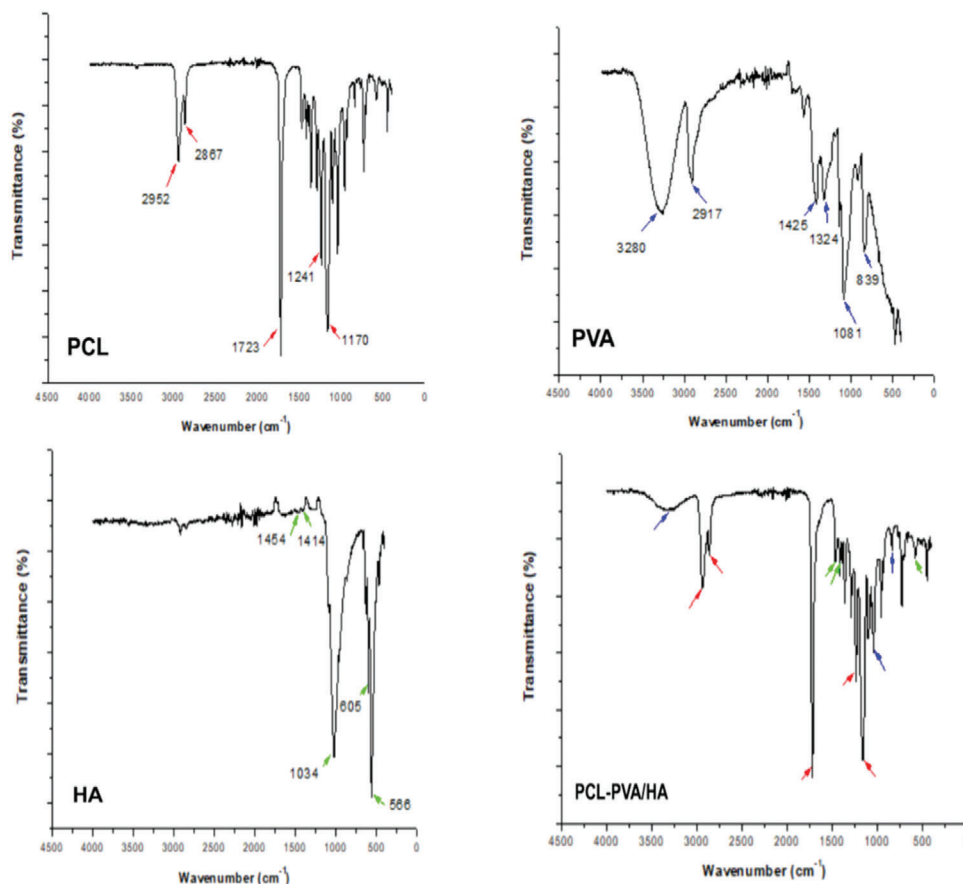 Transmittance (%)
2867
2952
1241
1723
1170
PCL
4500 4000 3500 3000 2500 2000 1500 1000 500 0
Wavenumber (cm-1)
Transmittance (%)
3280
2917
1425
1324
839
1081
PVA
4500 4000 3500 3000 2500 2000 1500 1000 500 0
Wavenumber (cm-1)
Transmittance (%)
1454
1414
605
1034
566
HA
4500 4000 3500 3000 2500 2000 1500 1000 500 0
Wavenumber (cm-1)
Transmittance (%)
PCL-PVA/HA
4500 4000 3500 3000 2500 2000 1500 1000 500 0
Wavenumber (cm-1)